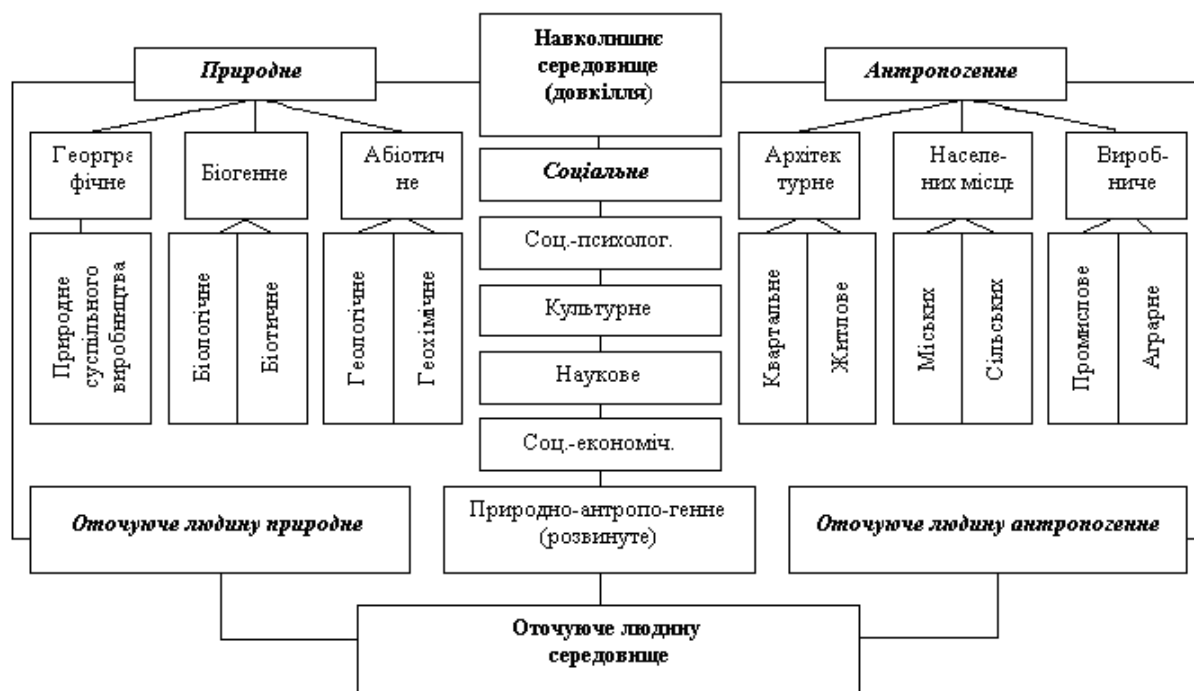 Навколишнє
середовище
(довкілля)
Природне
Антропогенне
Георгра
фічне
Біогенне
Абіотич
не
Соціальне
Архітек
турне
Населе-
них місць
Вироб-
ниче
Соц.-психолог.
Культурне
Наукове
Соц.-економіч.
Природне
суспільного
виробництва
Біологічне
Біотичне
Геологічне
Геохімічне
Квартальне
Житлове
Міських
Сільських
Промислове
Аграрне
Оточуюче людину природне
Природно-антропо-генне
(розвинуте)
Оточуюче людину антропогенне
Оточуюче людину
середовище